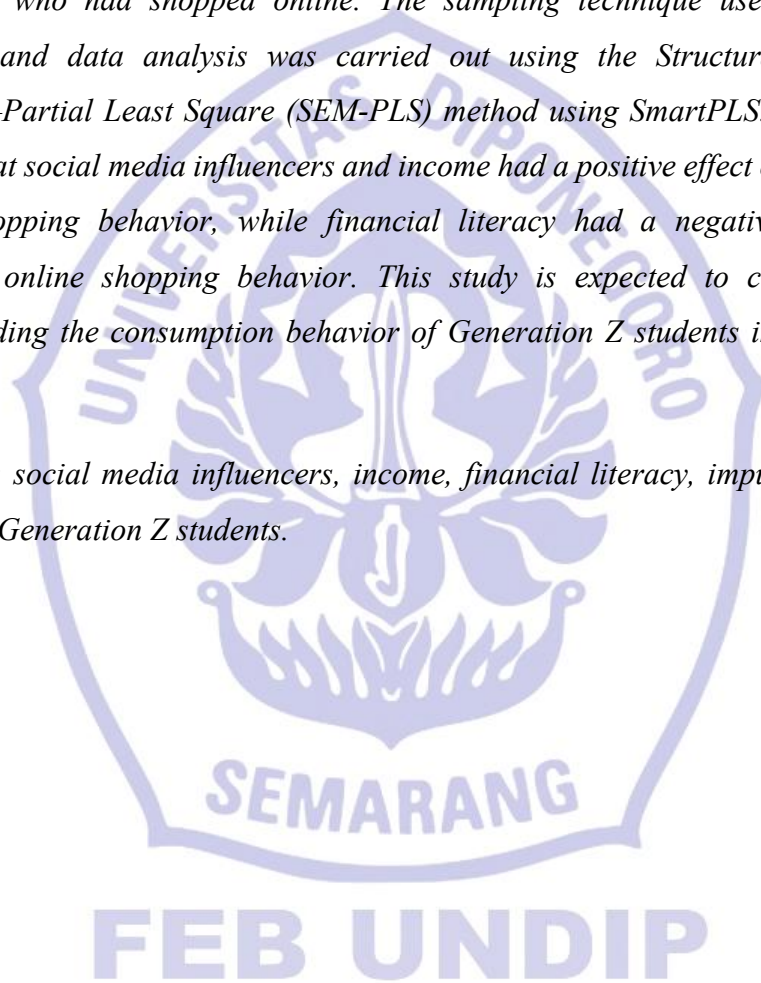 who had shopped online. The sampling technique use
and data analysis was carried out using the Structur
-Partial Least Square (SEM-PLS) method using SmartPLS
at social media influencers and income had a positive effect
opping behavior, while financial literacy had a negativ
online shopping behavior. This study is expected to c
ding the consumption behavior of Generation Z students i
social media influencers, income, financial literacy, impu
Generation Z students.
UNIVERSITAS DIPONEGORO
SEMARANG
FEB UNDIP